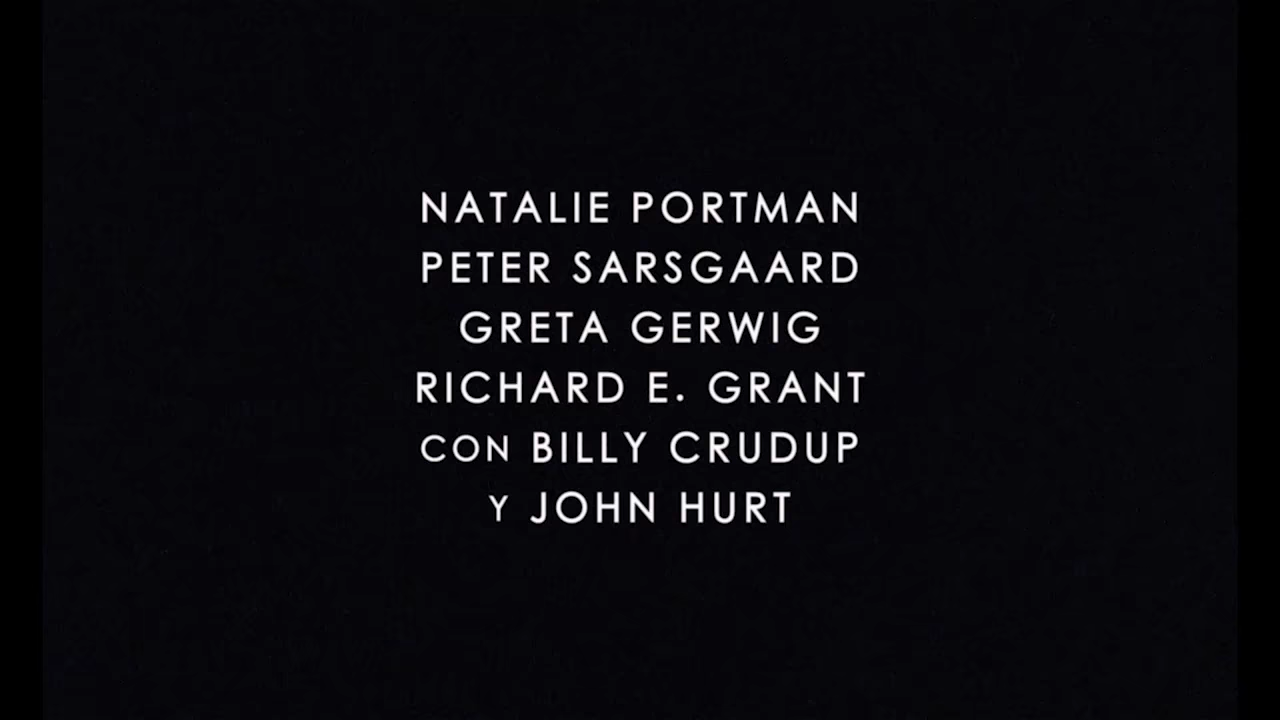 NATALIE PORTMAN
PETER SARSGAARD
GRETA GERWIG
RICHARD E. GRANT
CON BILLY CRUDUP
Y JOHN HURT